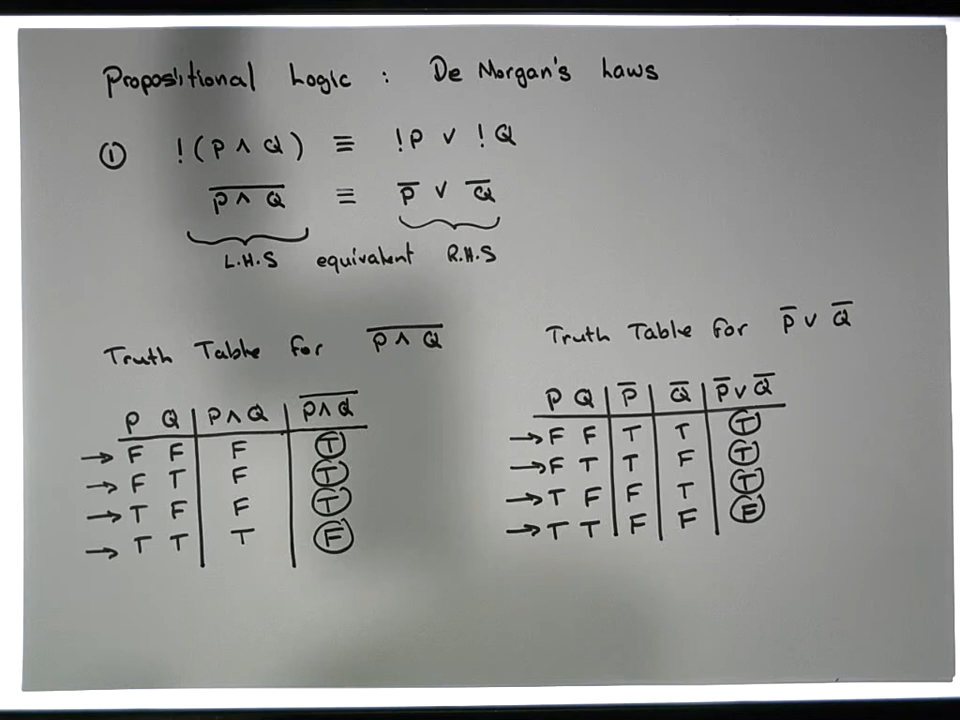 Propositional Logic : De Morgan's Laws
① !(P ∧ Q) ≡ !P ∨ !Q
P̅ ̅∧̅ ̅Q̅ ≡ P̅ ∨ Q̅
L.H.S equivalent R.H.S
Truth Table for P̅ ̅∧̅ ̅Q̅
P Q | P ∧ Q | P̅ ̅∧̅ ̅Q̅
→ F F | F | T
→ F T | F | T
→ T F | F | T
→ T T | T | F
Truth Table for P̅ ∨ Q̅
P Q | P̅ | Q̅ | P̅ ∨ Q̅
→ F F | T | T | T
→ F T | T | F | T
→ T F | F | T | T
→ T T | F | F | F